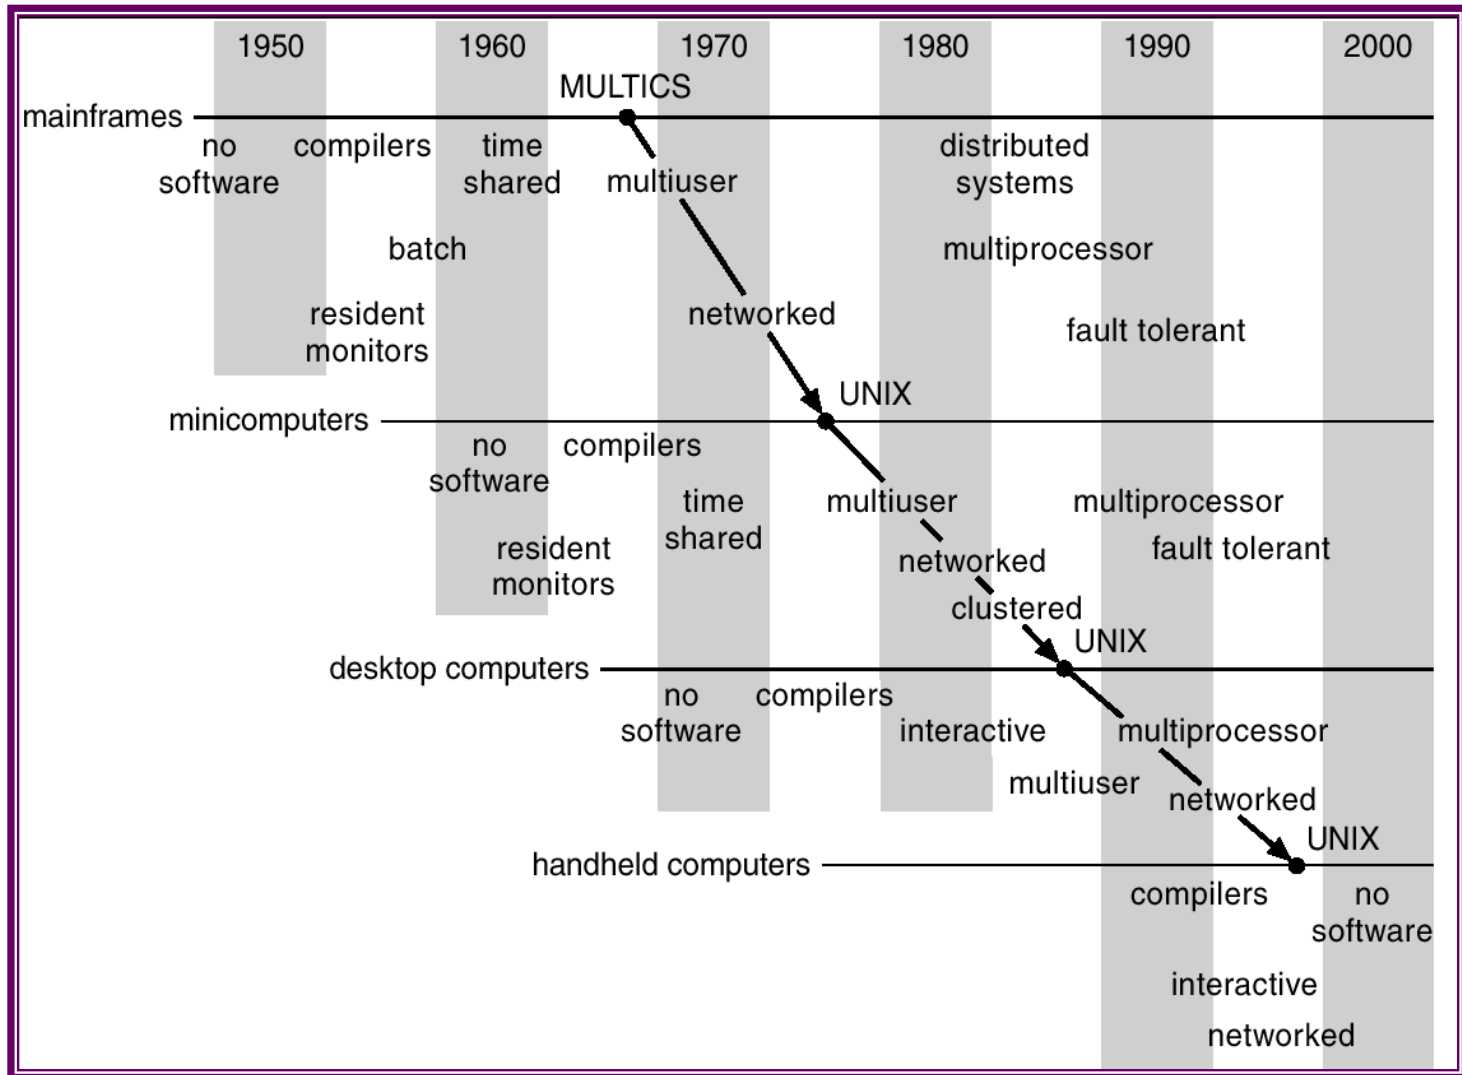 1950 1960 1970 1980 1990 2000
MULTICS
mainframes
no compilers time distributed
software shared multiuser systems
batch multiprocessor
resident networked fault tolerant
monitors
UNIX
minicomputers
no compilers
software time multiuser multiprocessor
shared
resident networked fault tolerant
monitors
clustered
UNIX
desktop computers
no compilers
software interactive multiprocessor
multiuser networked
UNIX
handheld computers
compilers no
software
interactive
networked